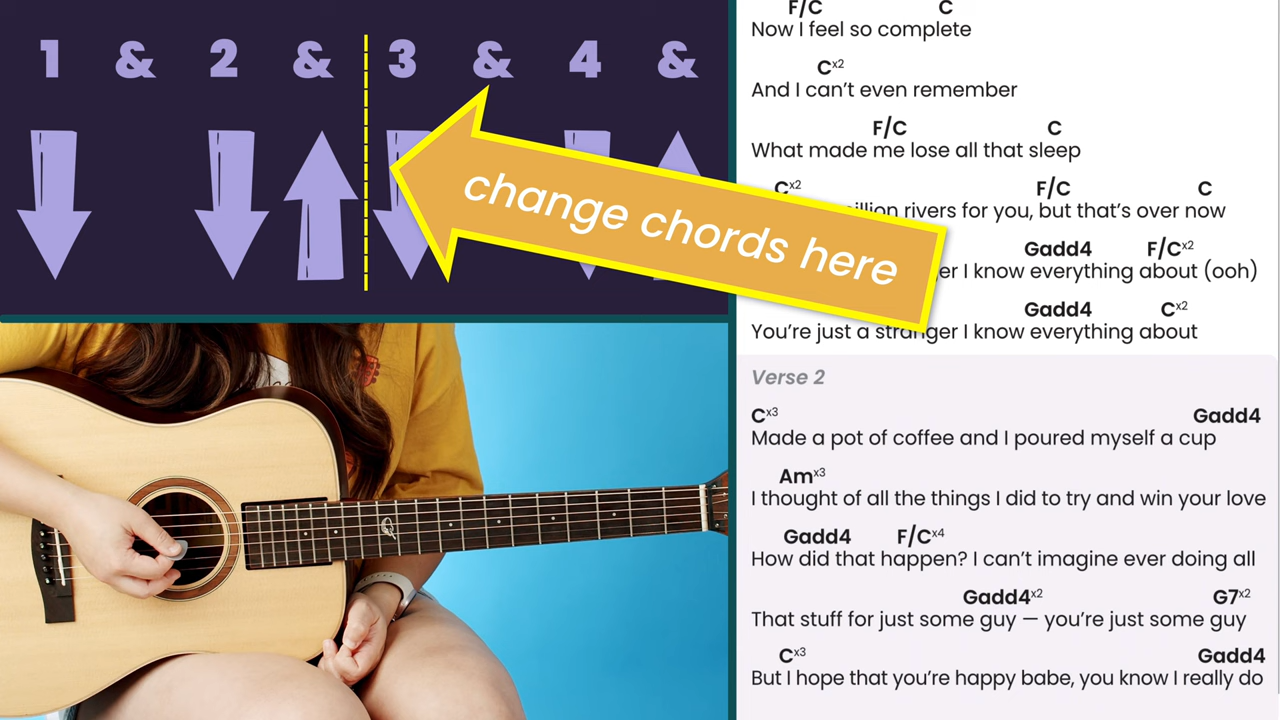 1 & 2 & 3 & 4 &
change chords here
F/C C
Now I feel so complete
Cx2
And I can’t even remember
F/C C
What made me lose all that sleep
Cx2 F/C C
rivers for you, but that’s over now
Gadd4 F/Cx2
I know everything about (ooh)
Gadd4 Cx2
You’re just a stranger I know everything about
Verse 2
Cx3 Gadd4
Made a pot of coffee and I poured myself a cup
Amx3
I thought of all the things I did to try and win your love
Gadd4 F/Cx4
How did that happen? I can’t imagine ever doing all
Gadd4x2 G7x2
That stuff for just some guy — you’re just some guy
Cx3 Gadd4
But I hope that you’re happy babe, you know I really do